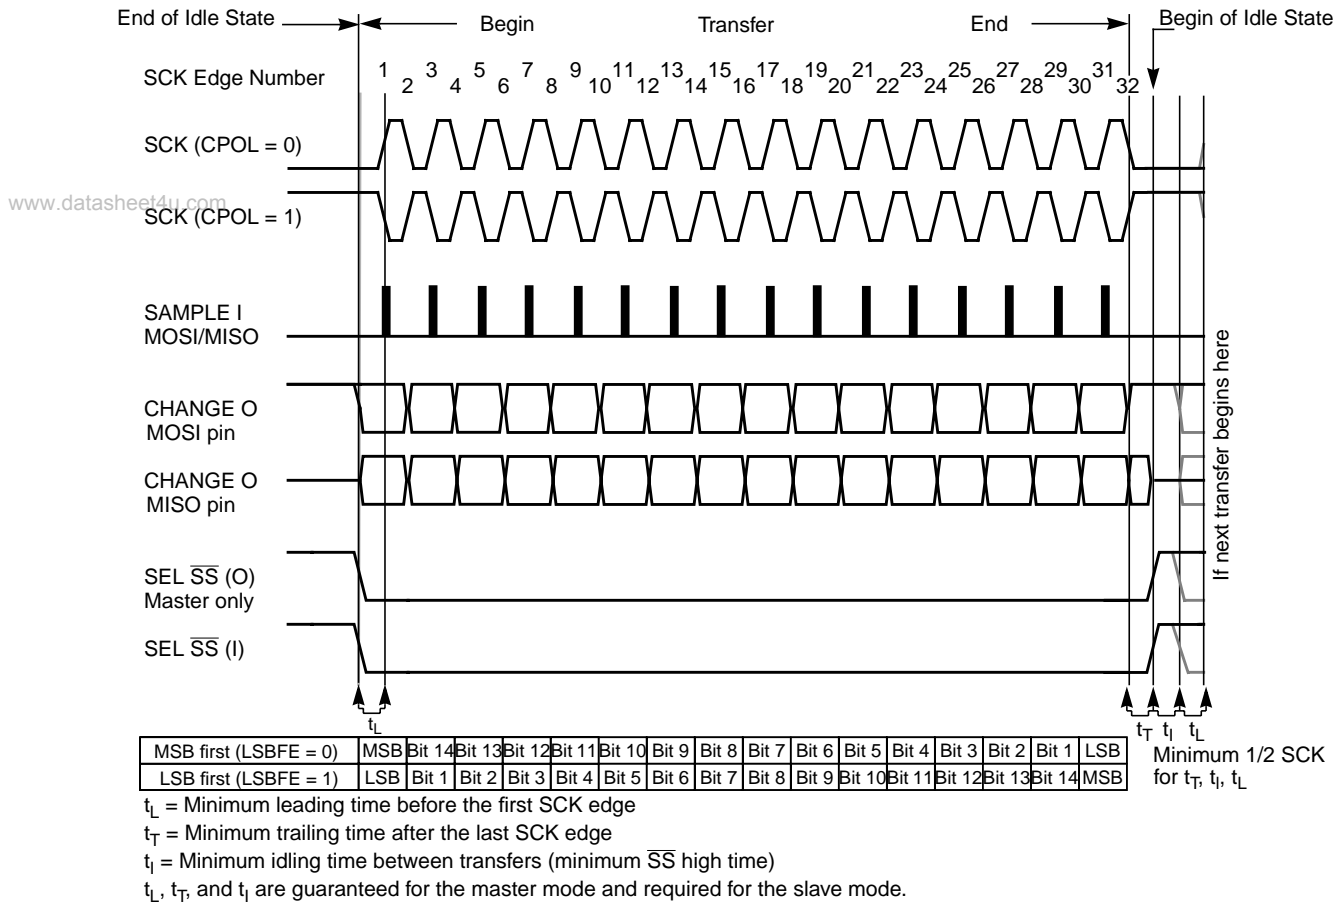 End of Idle State
Begin
Transfer
End
Begin of Idle State
SCK Edge Number
1 2 3 4 5 6 7 8 9 10 11 12 13 14 15 16 17 18 19 20 21 22 23 24 25 26 27 28 29 30 31 32
SCK (CPOL = 0)
www.datasheet4u.com
SCK (CPOL = 1)
SAMPLE I
MOSI/MISO
CHANGE O
MOSI pin
CHANGE O
MISO pin
SEL SS (O)
Master only
SEL SS (I)
If next transfer begins here
tL
tT tI tL
MSB first (LSBFE = 0) MSB Bit 14 Bit 13 Bit 12 Bit 11 Bit 10 Bit 9 Bit 8 Bit 7 Bit 6 Bit 5 Bit 4 Bit 3 Bit 2 Bit 1 LSB
LSB first (LSBFE = 1) LSB Bit 1 Bit 2 Bit 3 Bit 4 Bit 5 Bit 6 Bit 7 Bit 8 Bit 9 Bit 10 Bit 11 Bit 12 Bit 13 Bit 14 MSB
Minimum 1/2 SCK
for tT, tI, tL
tL = Minimum leading time before the first SCK edge
tT = Minimum trailing time after the last SCK edge
tI = Minimum idling time between transfers (minimum SS high time)
tL, tT, and tI are guaranteed for the master mode and required for the slave mode.